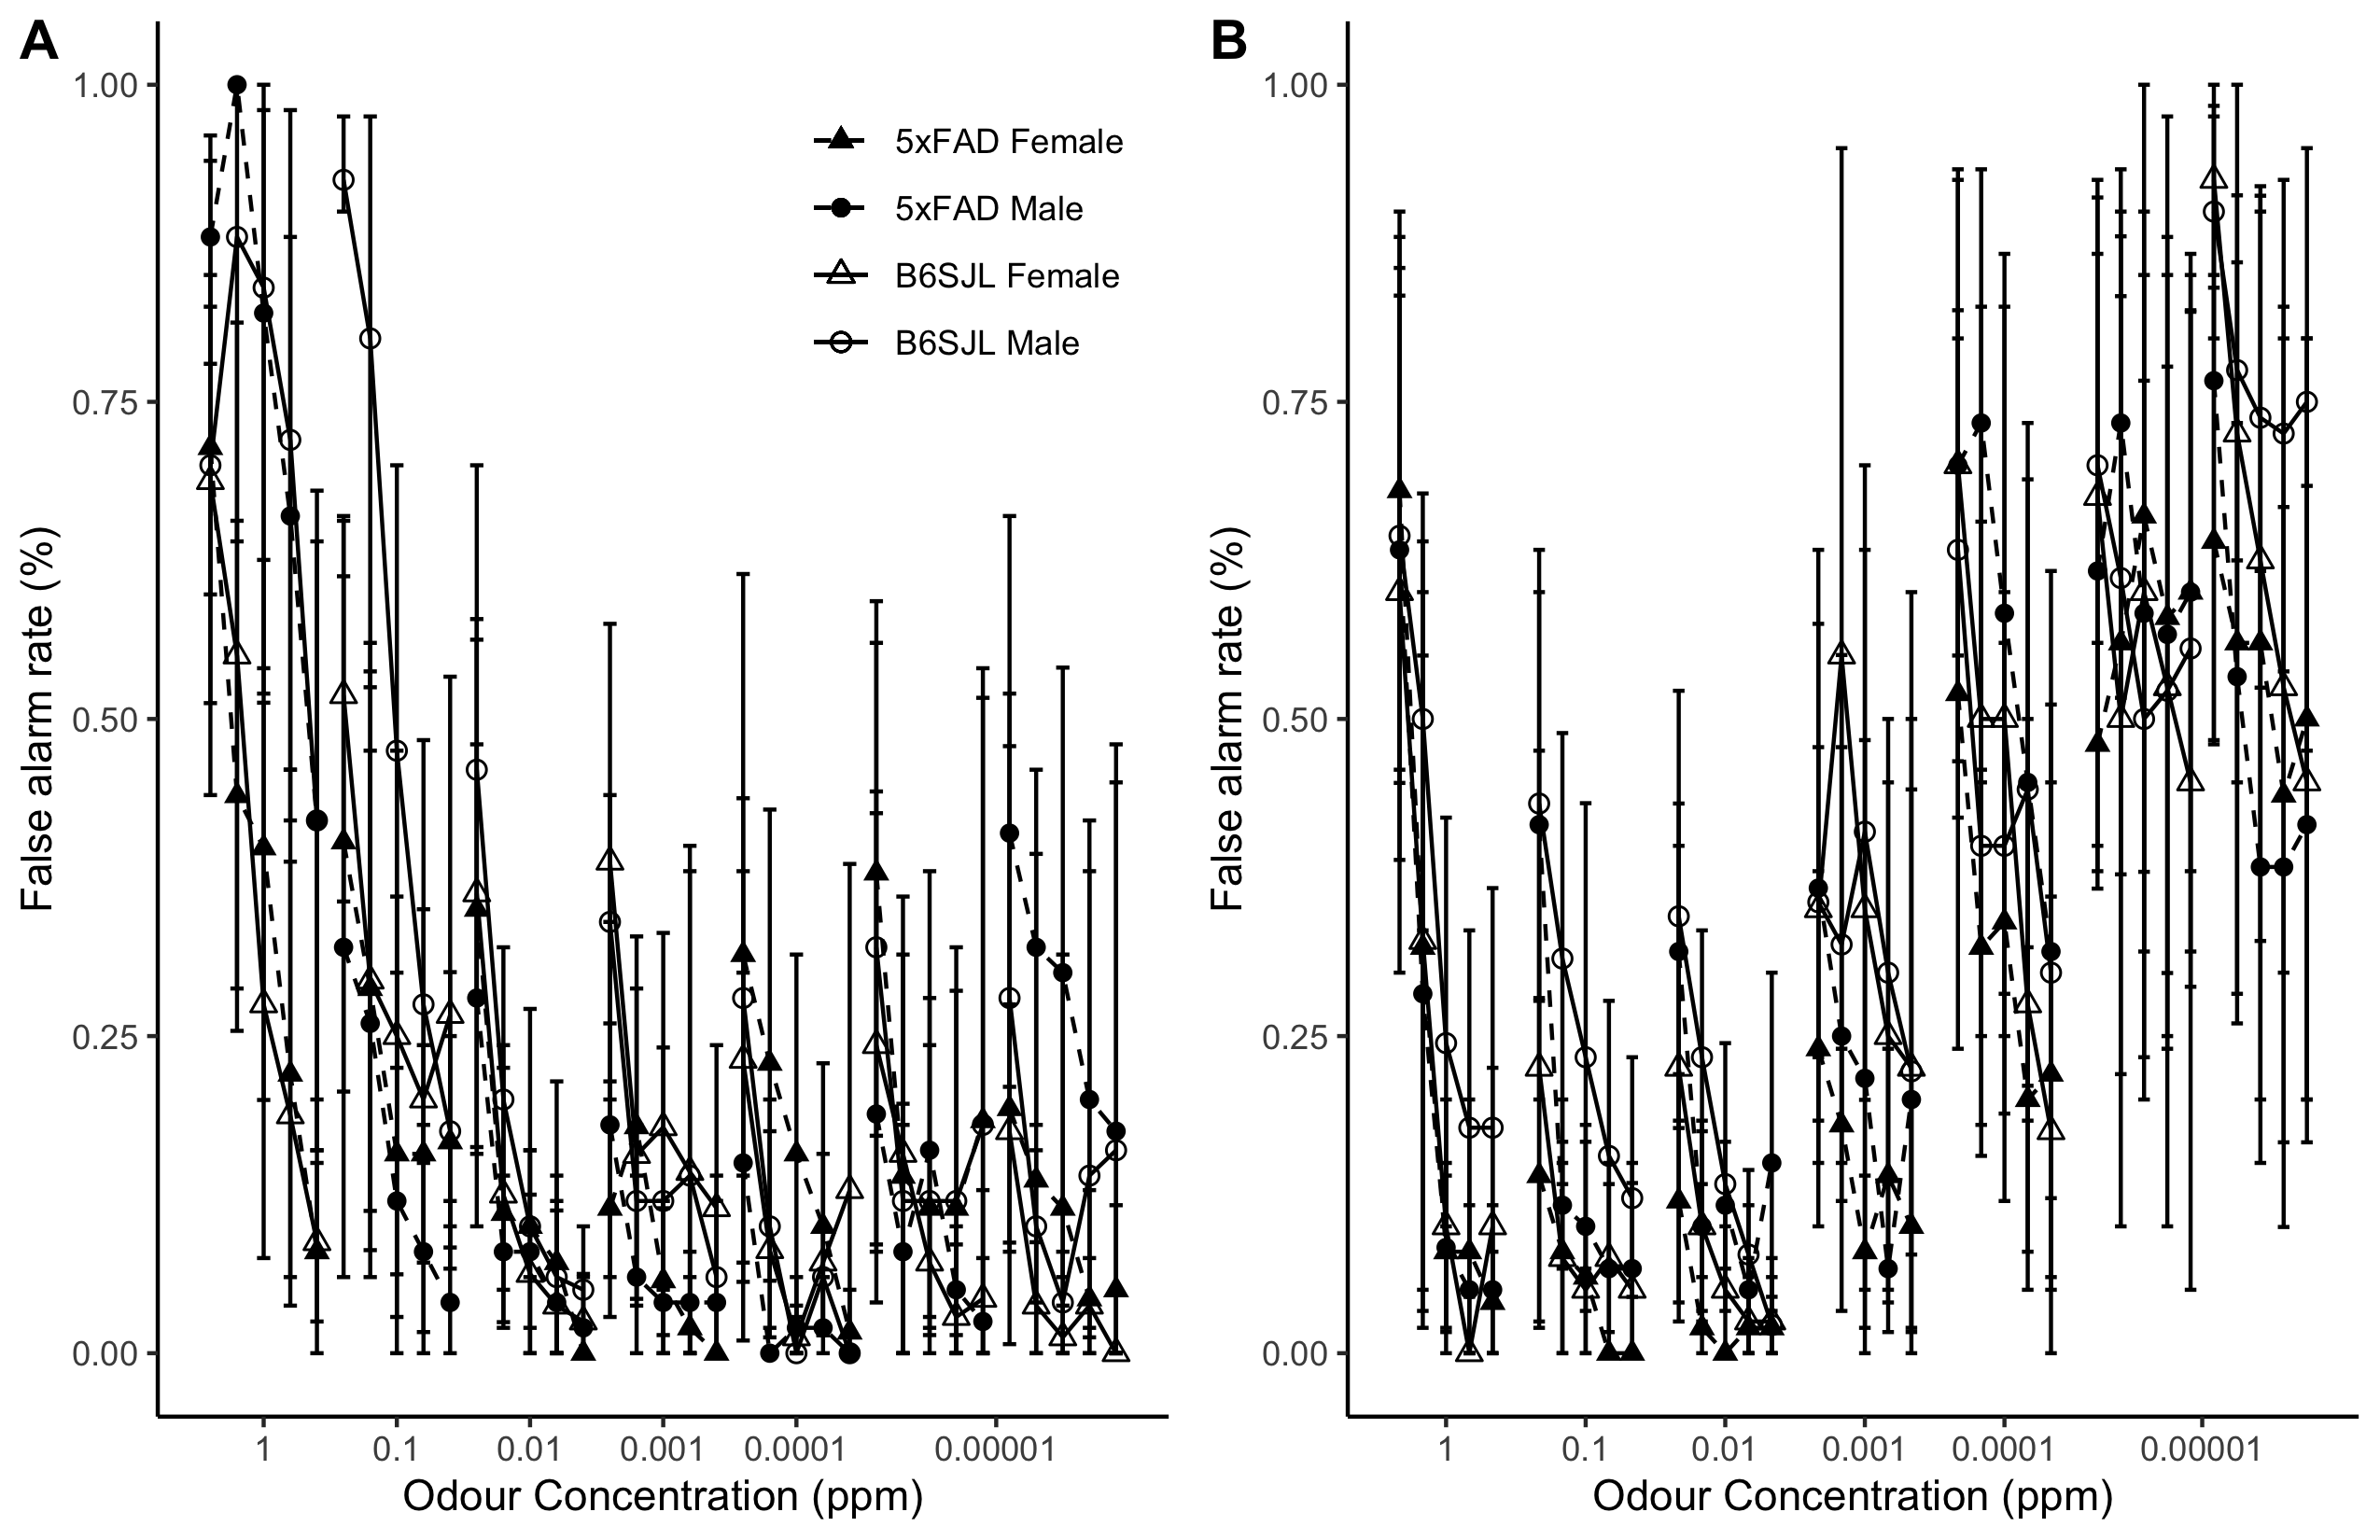 A
False alarm rate (%)
1.00
0.75
0.50
0.25
0.00
5xFAD Female
5xFAD Male
B6SJL Female
B6SJL Male
1 0.1 0.01 0.001 0.0001 0.00001
Odour Concentration (ppm)
B
False alarm rate (%)
1.00
0.75
0.50
0.25
0.00
1 0.1 0.01 0.001 0.0001 0.00001
Odour Concentration (ppm)